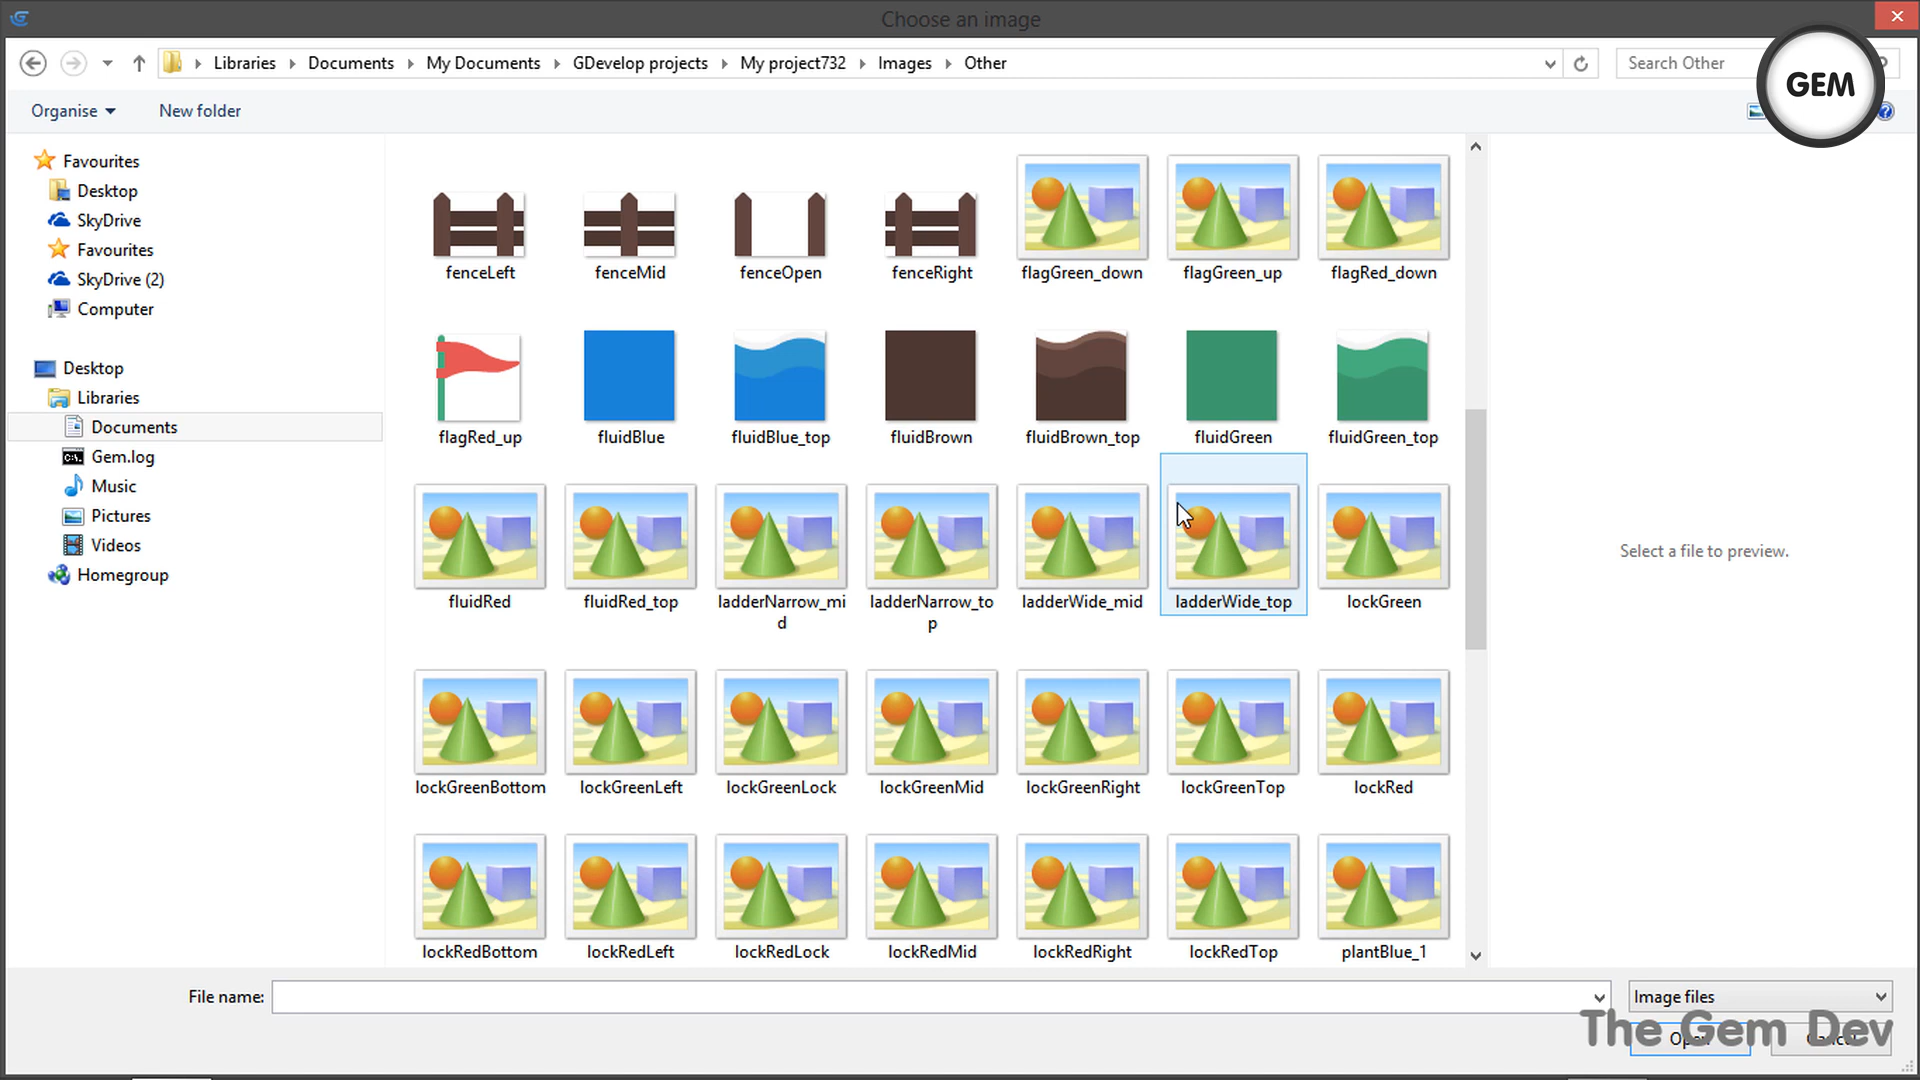 Choose an image
GEM
Libraries Documents My Documents GDevelop projects My project732 Images Other
Search Other
Organise New folder
Favourites
Desktop
SkyDrive
Favourites
SkyDrive (2)
Computer
Desktop
Libraries
Documents
Gem.log
Music
Pictures
Videos
Homegroup
fenceLeft fenceMid fenceOpen fenceRight flagGreen_down flagGreen_up flagRed_down
flagRed_up fluidBlue fluidBlue_top fluidBrown fluidBrown_top fluidGreen fluidGreen_top
fluidRed fluidRed_top ladderNarrow_mi ladderNarrow_to ladderWide_mid ladderWide_top lockGreen
d p
lockGreenBottom lockGreenLeft lockGreenLock lockGreenMid lockGreenRight lockGreenTop lockRed
lockRedBottom lockRedLeft lockRedLock lockRedMid lockRedRight lockRedTop plantBlue_1
Select a file to preview.
File name:
Image files
The Gem Dev
Open Cancel